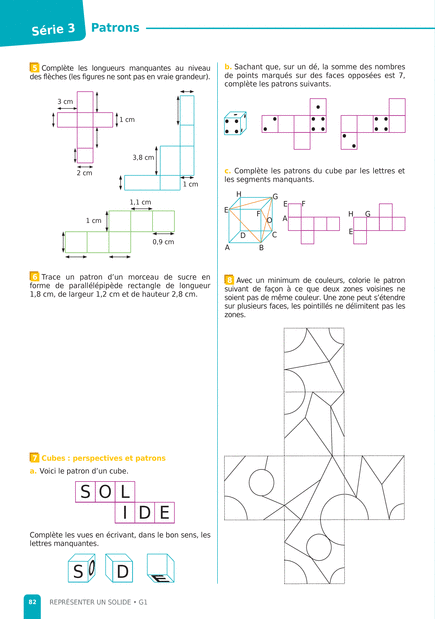 Série 3
Patrons
5 Complète les longueurs manquantes au niveau
des flèches (les figures ne sont pas en vraie grandeur).
3 cm
1 cm
2 cm
3,8 cm
1 cm
1,1 cm
1 cm
0,9 cm
6 Trace un patron d'un morceau de sucre en
forme de parallélépipède rectangle de longueur
1,8 cm, de largeur 1,2 cm et de hauteur 2,8 cm.
7 Cubes : perspectives et patrons
a. Voici le patron d'un cube.
S O L
I D E
Complète les vues en écrivant, dans le bon sens, les
lettres manquantes.
S O
D
E
b. Sachant que, sur un dé, la somme des nombres
de points marqués sur des faces opposées est 7,
complète les patrons suivants.
c. Complète les patrons du cube par les lettres et
les segments manquants.
H
G
E
F
O
D
C
A
B
E F
A
H G
E
8 Avec un minimum de couleurs, colorie le patron
suivant de façon à ce que deux zones voisines ne
soient pas de même couleur. Une zone peut s'étendre
sur plusieurs faces, les pointillés ne délimitent pas les
zones.
82
REPRÉSENTER UN SOLIDE • G1